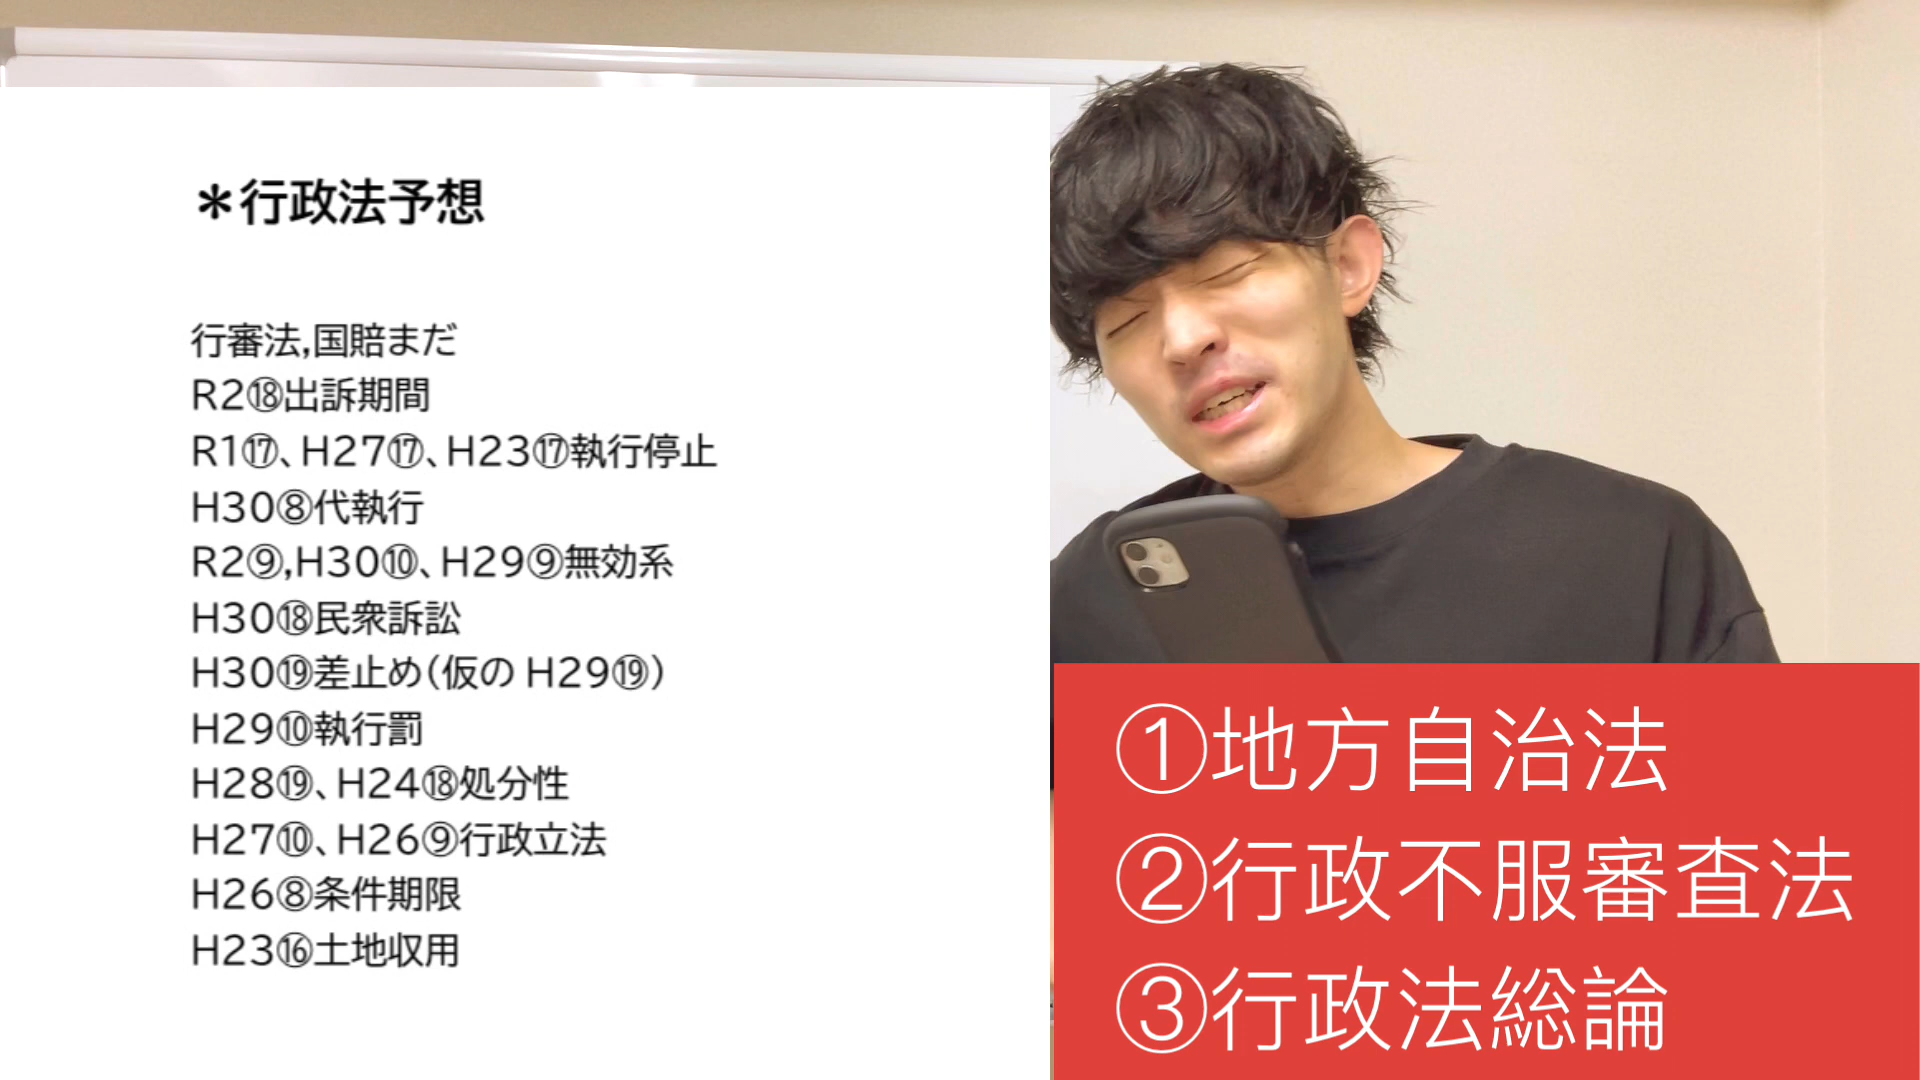 ＊行政法予想
行審法,国賠まだ
R2⑱出訴期間
R1⑰、H27⑰、H23⑰執行停止
H30⑧代執行
R2⑨,H30⑩、H29⑨無効系
H30⑱民衆訴訟
H30⑲差止め（仮の H29⑲）
H29⑩執行罰
H28⑲、H24⑱処分性
H27⑩、H26⑨行政立法
H26⑧条件期限
H23⑯土地収用
①地方自治法
②行政不服審査法
③行政法総論